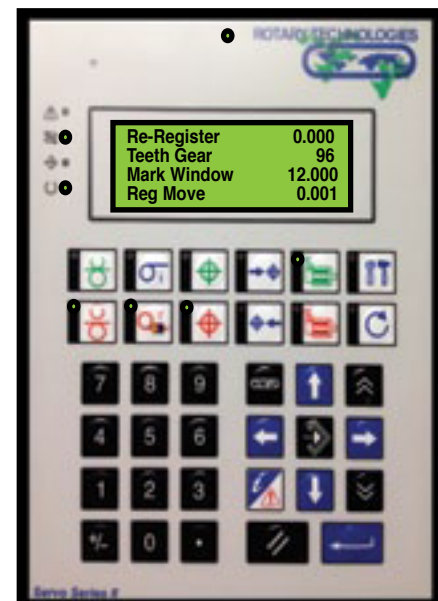 ROTARY TECHNOLOGIES
Re-Register 0.000
Teeth Gear 96
Mark Window 12.000
Reg Move 0.001
7 8 9
4 5 6
1 2 3
+/- 0 .
Servo Series II